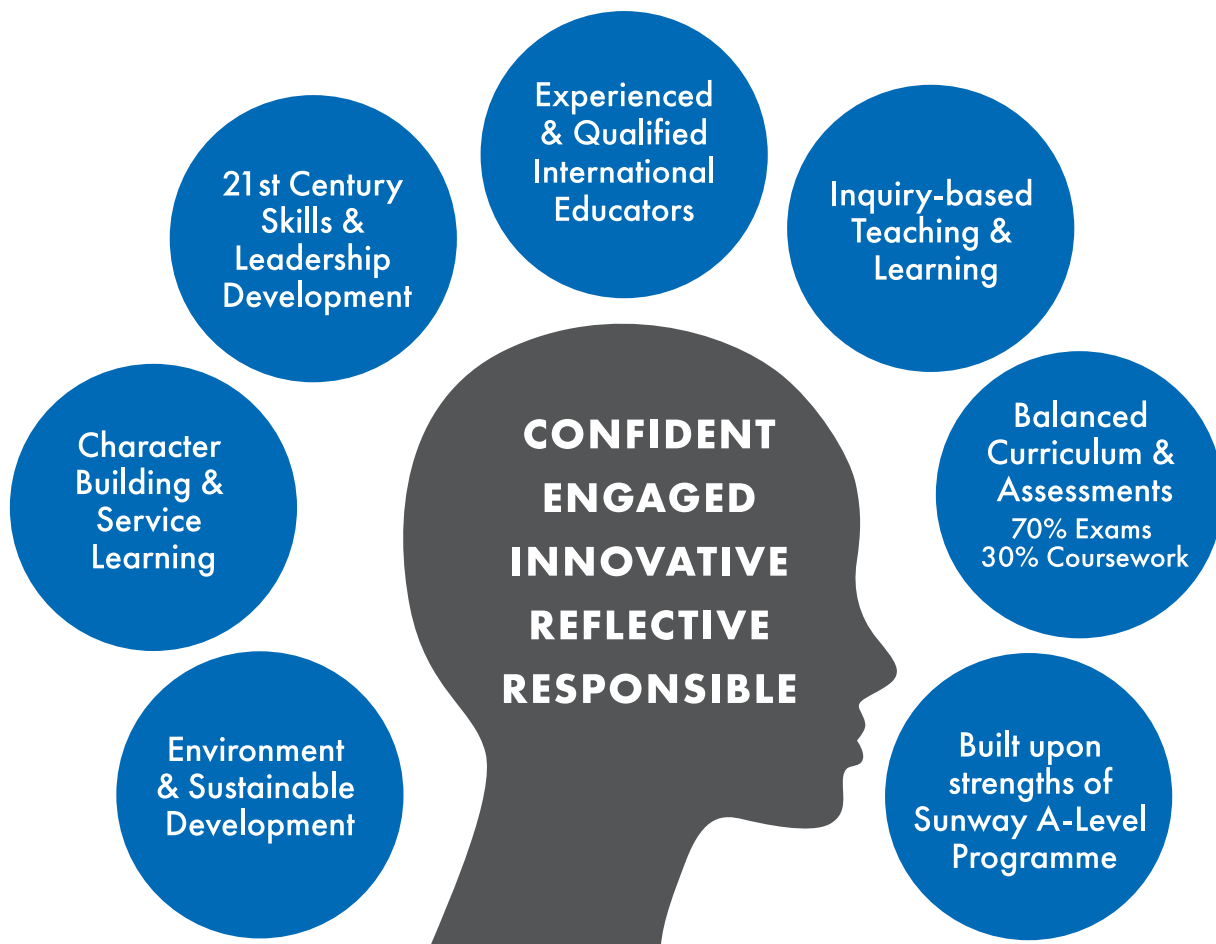 Experienced
& Qualified
International
Educators
21st Century
Skills &
Leadership
Development
Inquiry-based
Teaching &
Learning
Character
Building &
Service
Learning
CONFIDENT
ENGAGED
INNOVATIVE
REFLECTIVE
RESPONSIBLE
Balanced
Curriculum &
Assessments
70% Exams
30% Coursework
Environment
& Sustainable
Development
Built upon
strengths of
Sunway A-Level
Programme